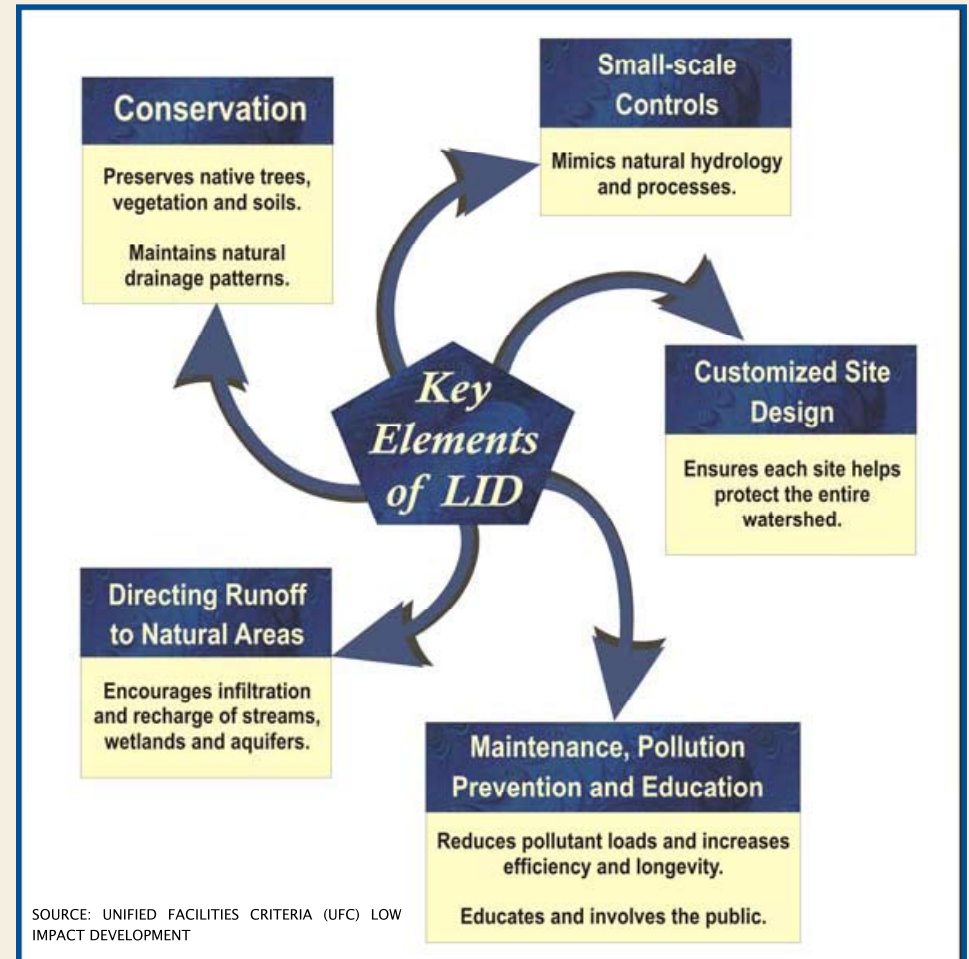 Conservation
Preserves native trees,
vegetation and soils.
Maintains natural
drainage patterns.
Small-scale
Controls
Mimics natural hydrology
and processes.
Key
Elements
of LID
Customized Site
Design
Ensures each site helps
protect the entire
watershed.
Directing Runoff
to Natural Areas
Encourages infiltration
and recharge of streams,
wetlands and aquifers.
Maintenance, Pollution
Prevention and Education
Reduces pollutant loads and increases
efficiency and longevity.
Educates and involves the public.
SOURCE: UNIFIED FACILITIES CRITERIA (UFC) LOW
IMPACT DEVELOPMENT